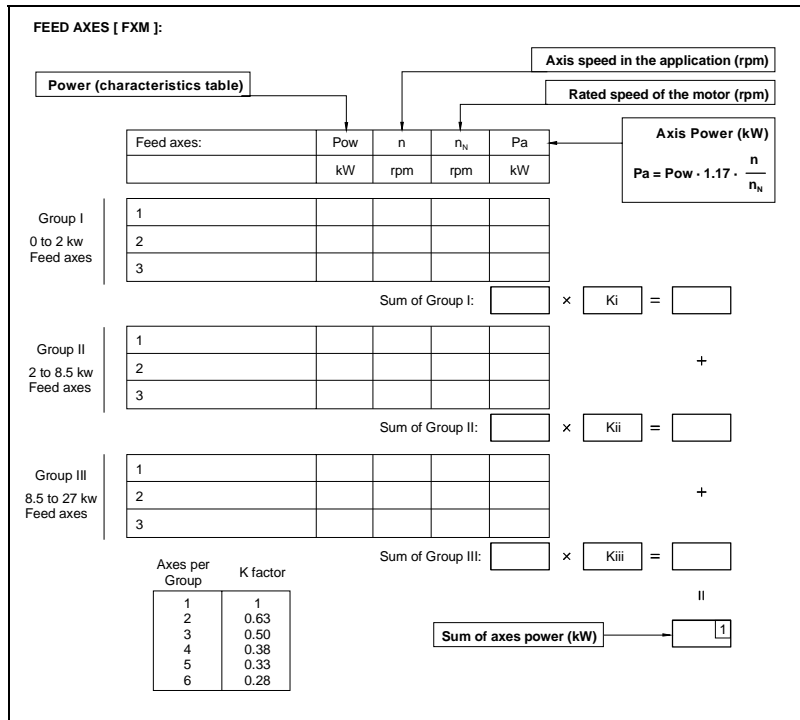 FEED AXES [ FXM ]:
Axis speed in the application (rpm)
Power (characteristics table)
Rated speed of the motor (rpm)
Feed axes: Pow n nN Pa
kW rpm rpm kW
Axis Power (kW)
Pa = Pow · 1.17 · n / nN
Group I
0 to 2 kw
Feed axes
1
2
3
Sum of Group I: × Ki =
Group II
2 to 8.5 kw
Feed axes
1
2
3
+
Sum of Group II: × Kii =
Group III
8.5 to 27 kw
Feed axes
1
2
3
+
Sum of Group III: × Kiii =
Axes per
Group
K factor
1 1
2 0.63
3 0.50
4 0.38
5 0.33
6 0.28
=
Sum of axes power (kW) 1